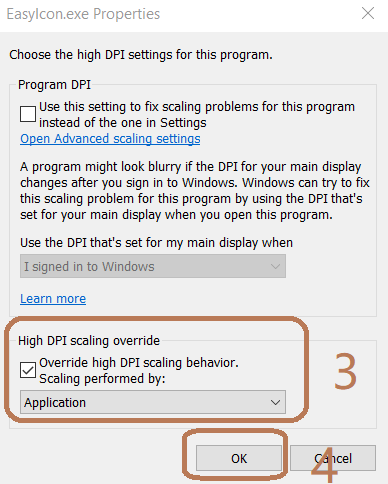 EasyIcon.exe Properties
Choose the high DPI settings for this program.
Program DPI
Use this setting to fix scaling problems for this program
instead of the one in Settings
Open Advanced scaling settings
A program might look blurry if the DPI for your main display
changes after you sign in to Windows. Windows can try to fix
this scaling problem for this program by using the DPI that's
set for your main display when you open this program.
Use the DPI that's set for my main display when
I signed in to Windows
Learn more
High DPI scaling override
Override high DPI scaling behavior.
Scaling performed by:
Application
3
OK
Cancel
4